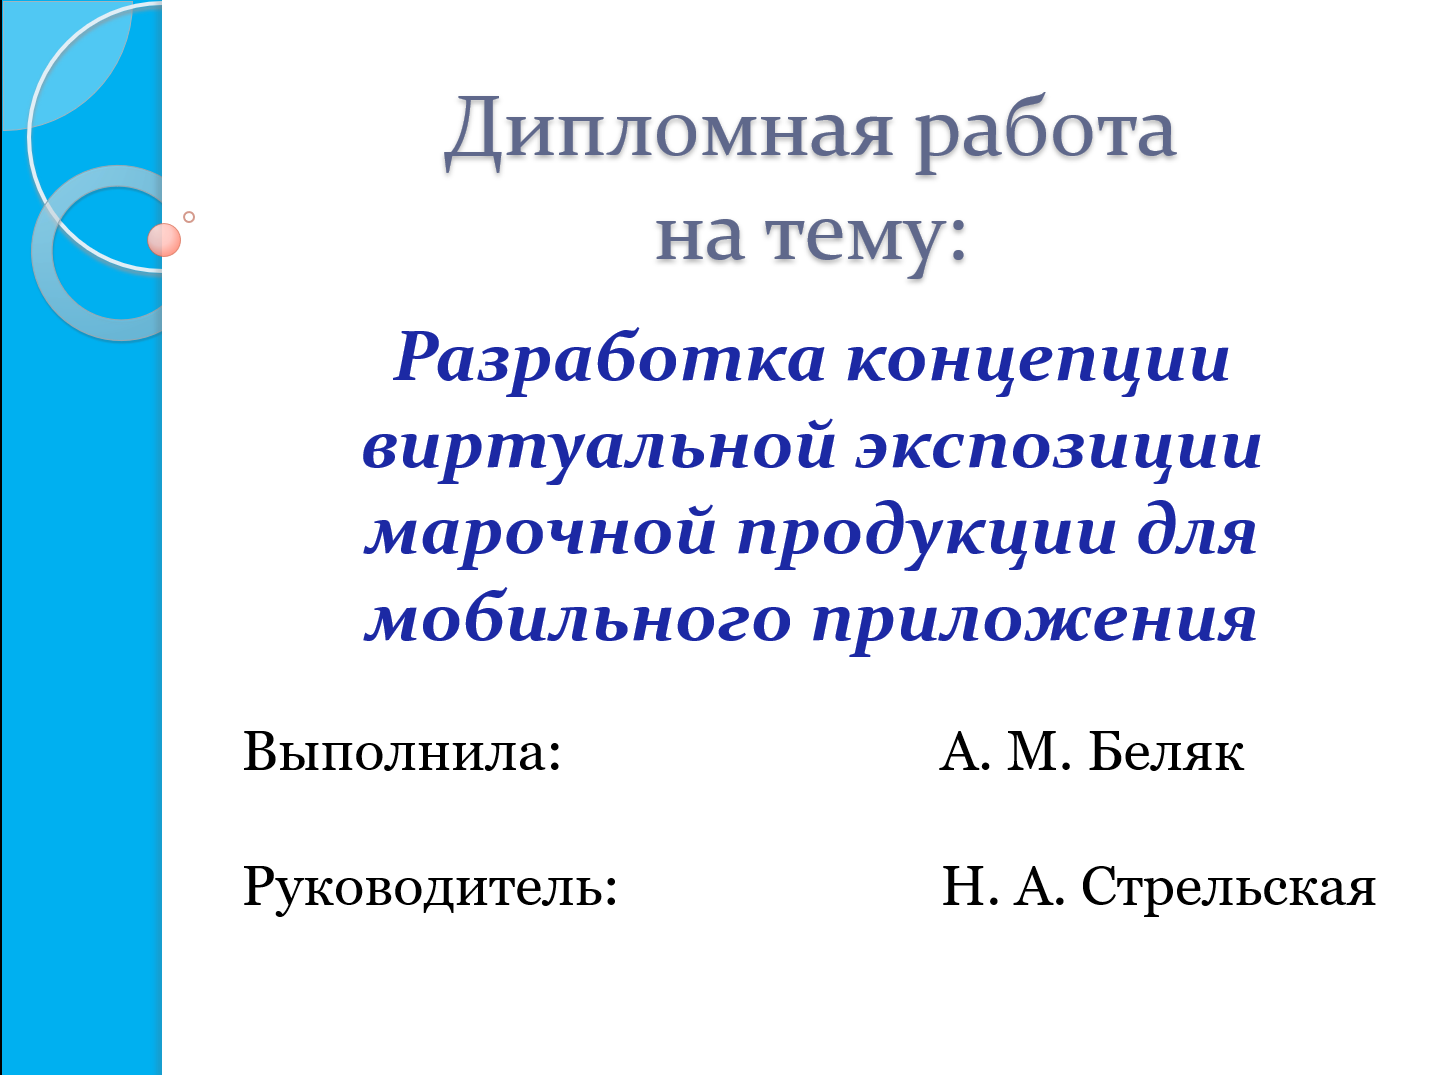 Дипломная работа
на тему:
Разработка концепции
виртуальной экспозиции
марочной продукции для
мобильного приложения
Выполнила: А. М. Беляк
Руководитель: Н. А. Стрельская